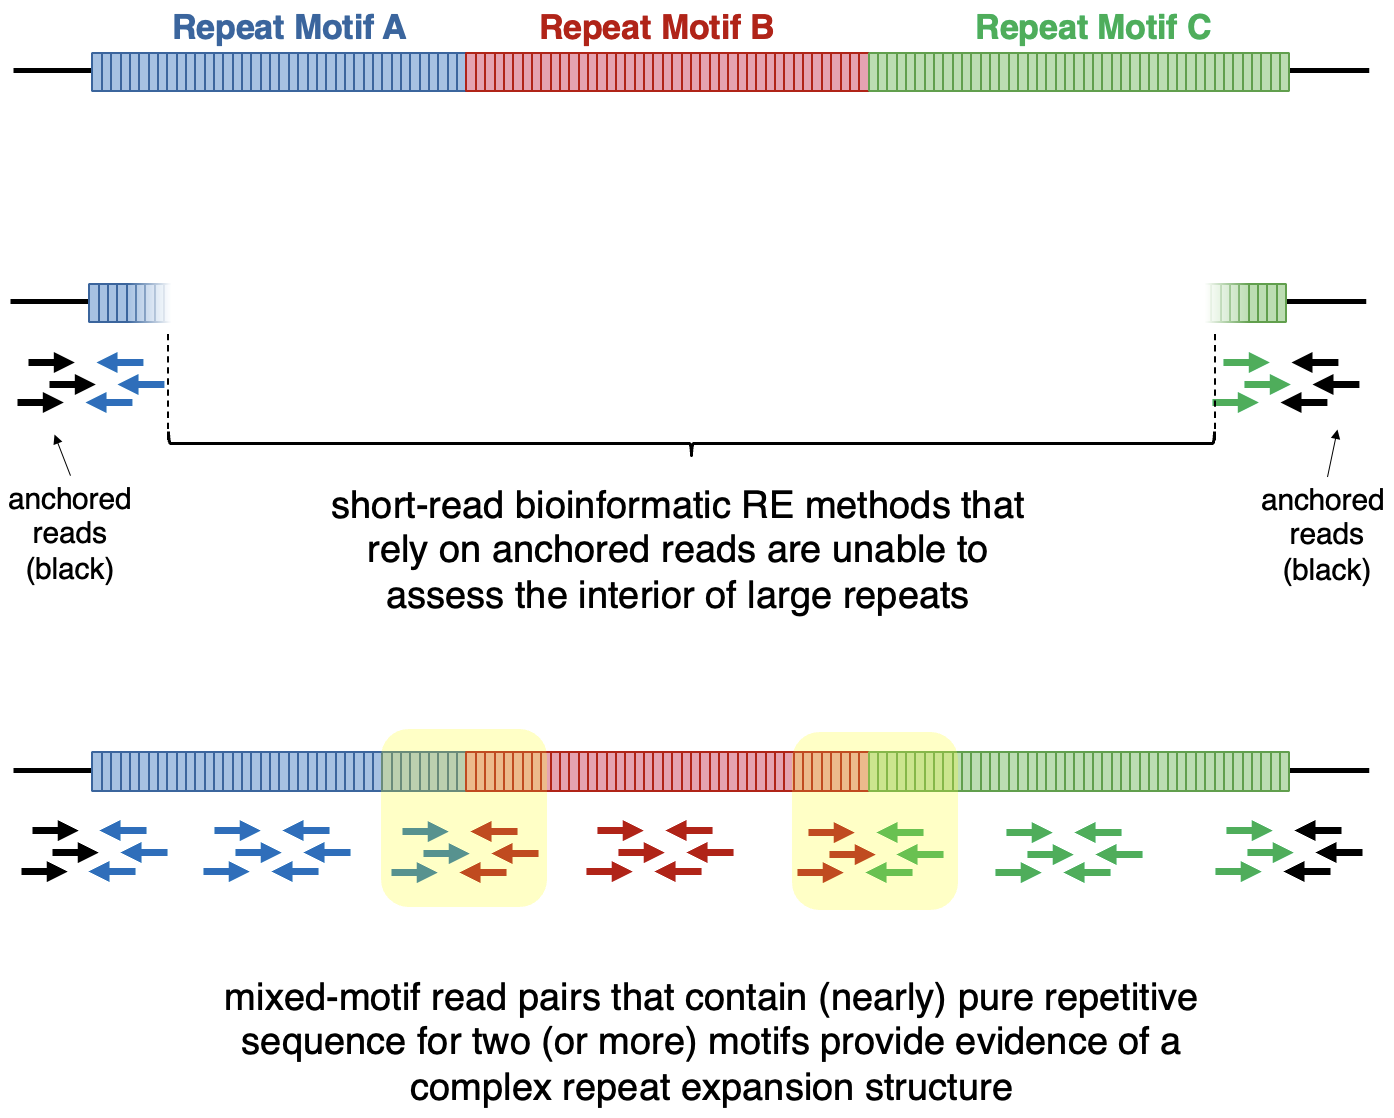 Repeat Motif A Repeat Motif B Repeat Motif C
anchored
reads
(black)
short-read bioinformatic RE methods that
rely on anchored reads are unable to
assess the interior of large repeats
anchored
reads
(black)
mixed-motif read pairs that contain (nearly) pure repetitive
sequence for two (or more) motifs provide evidence of a
complex repeat expansion structure